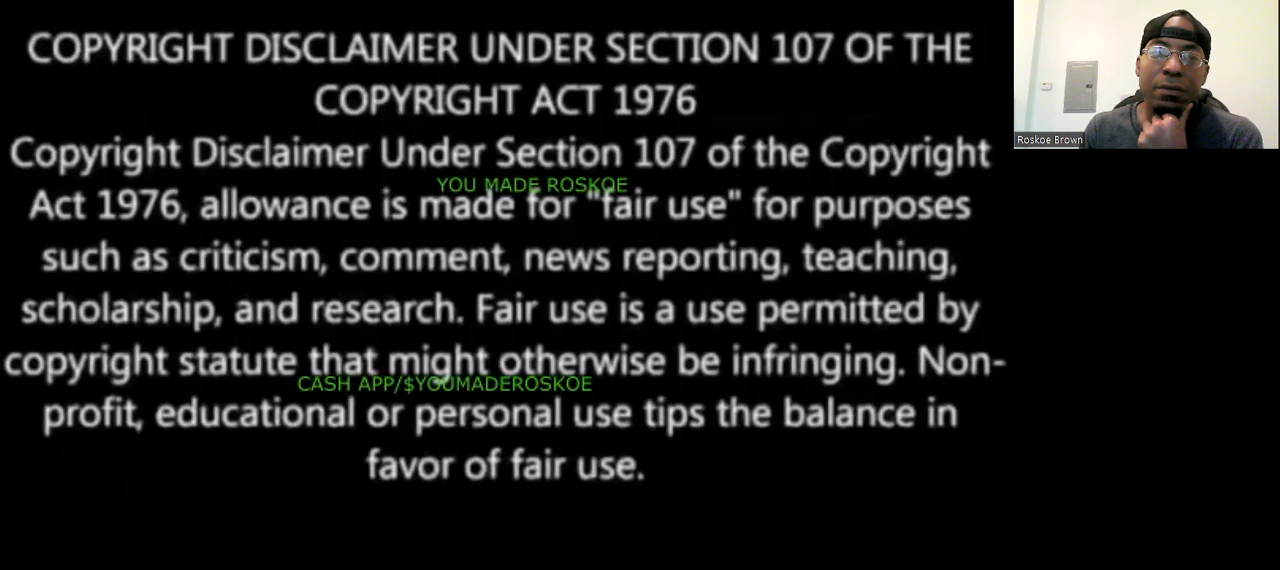 COPYRIGHT DISCLAIMER UNDER SECTION 107 OF THE
COPYRIGHT ACT 1976
Copyright Disclaimer Under Section 107 of the Copyright
YOU MADE ROSKOE
Act 1976, allowance is made for "fair use" for purposes
such as criticism, comment, news reporting, teaching,
scholarship, and research. Fair use is a use permitted by
copyright statute that might otherwise be infringing. Non-
CASH APP/$YOUMADEROSKOE
profit, educational or personal use tips the balance in
favor of fair use.
Roskoe Brown